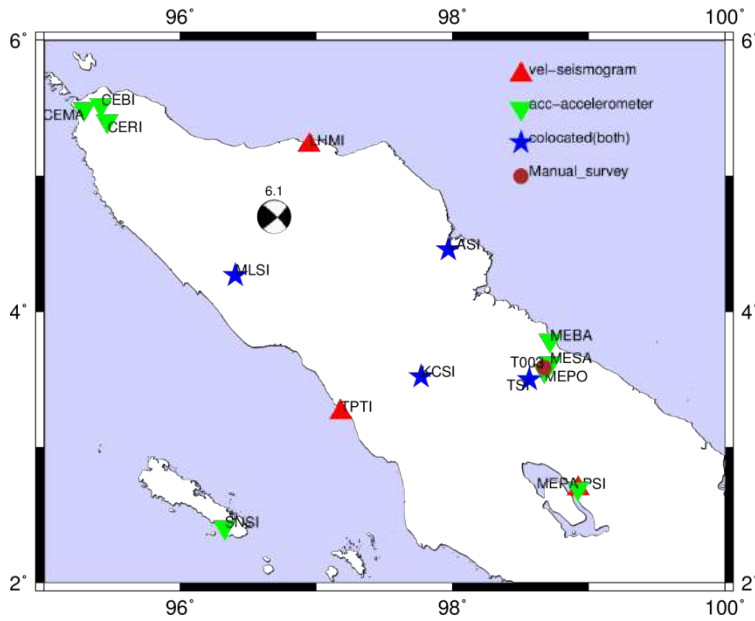 96˚ 98˚ 100˚
6˚ 6˚
vel-seismogram
CEBI
CEMA
acc-accelerometer
CERI
LHMI
colocated(both)
Manual_survey
6.1
ASI
MLSI
4˚ 4˚
MEBA
T003
MESA
KCSI
MEPO
TSI
TPTI
MEPA PSI
SNSI
2˚ 2˚
96˚ 98˚ 100˚